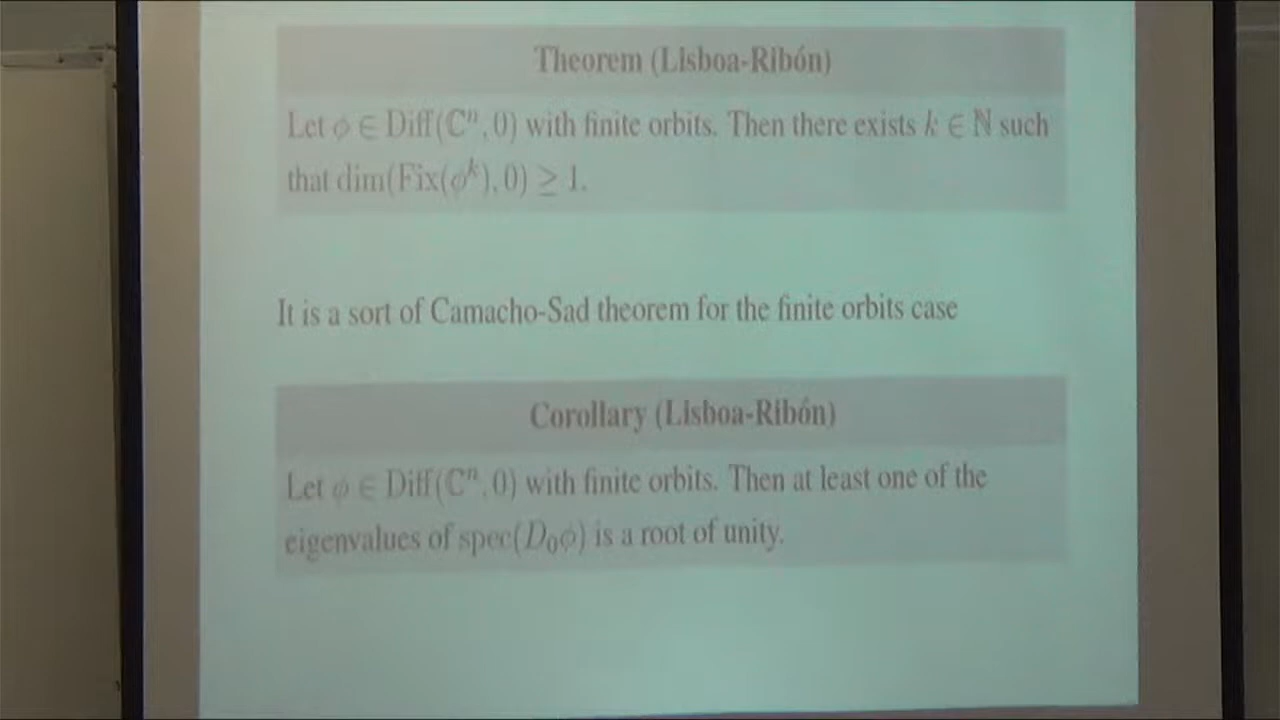 Theorem (Lisboa-Ribón)
Let ϕ ∈ Diff(ℂⁿ, 0) with finite orbits. Then there exists k ∈ ℕ such
that dim(Fix(ϕᵏ), 0) ≥ 1.
It is a sort of Camacho-Sad theorem for the finite orbits case
Corollary (Lisboa-Ribón)
Let ϕ ∈ Diff(ℂⁿ, 0) with finite orbits. Then at least one of the
eigenvalues of spec(D₀ϕ) is a root of unity.